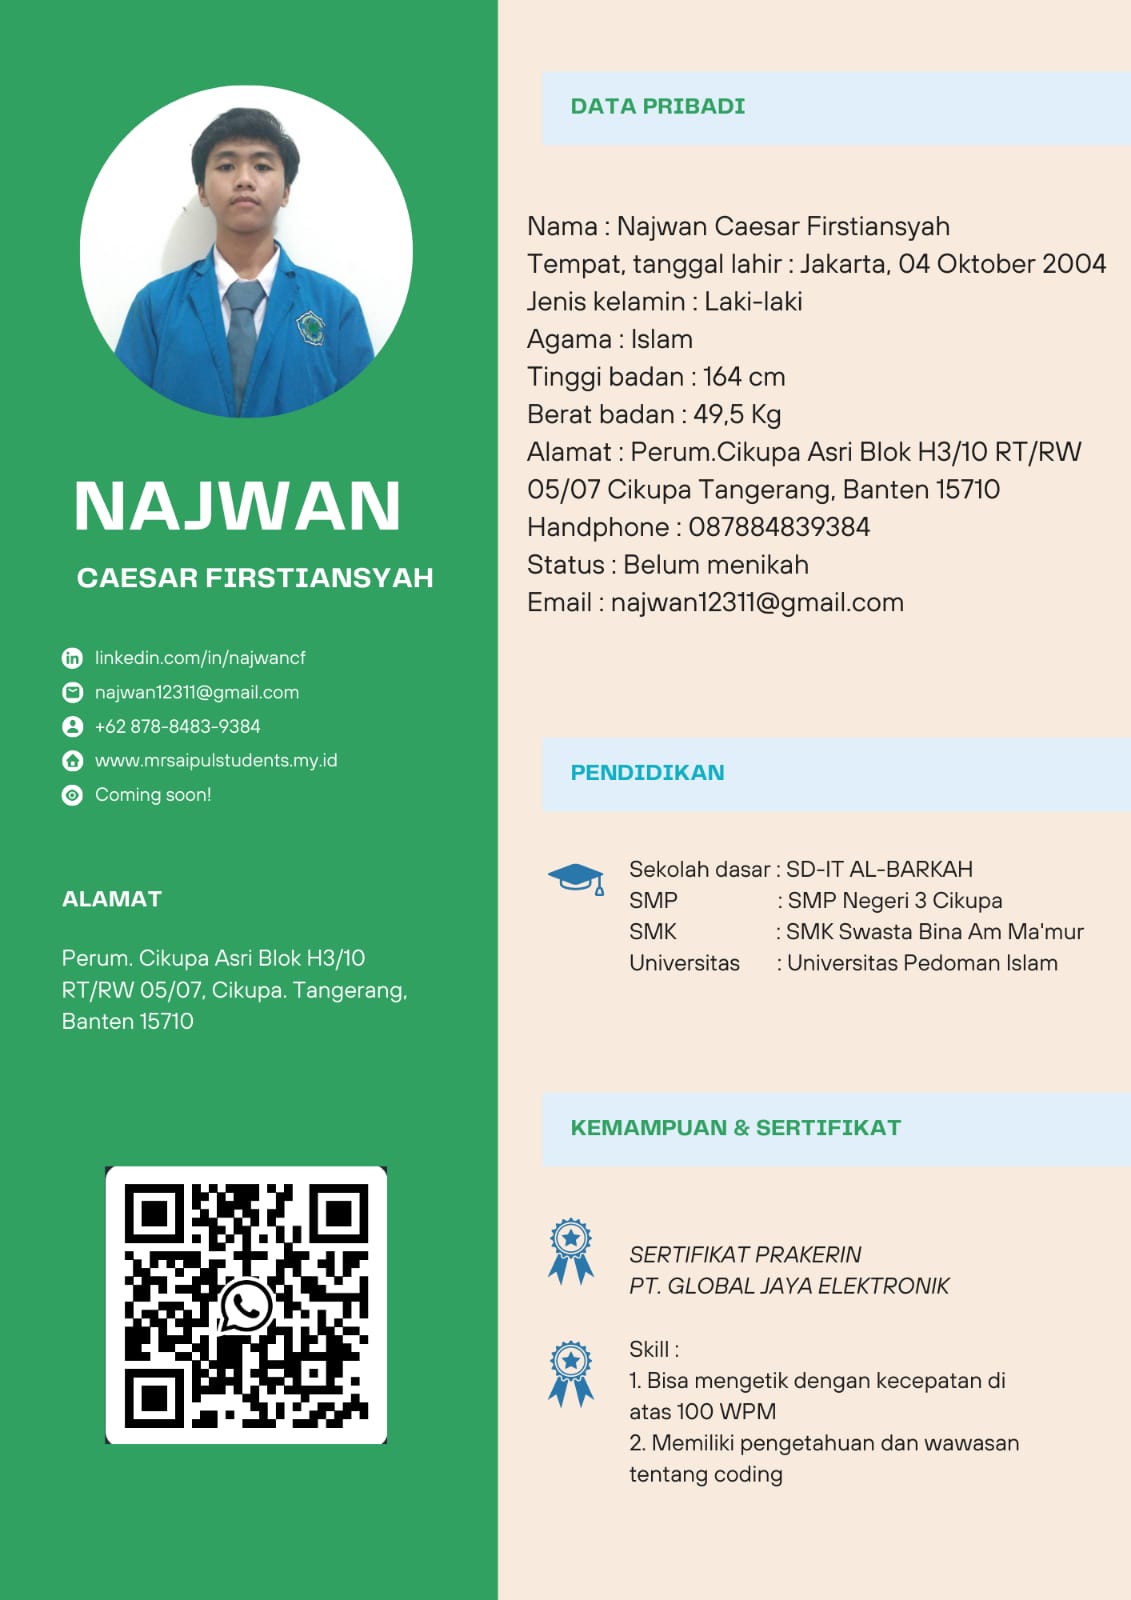 NAJWAN
CAESAR FIRSTIANSYAH
linkedin.com/in/najwancf
najwan12311@gmail.com
+62 878-8483-9384
www.mrsaipulstudents.my.id
Coming soon!
ALAMAT
Perum. Cikupa Asri Blok H3/10
RT/RW 05/07, Cikupa. Tangerang,
Banten 15710
DATA PRIBADI
Nama : Najwan Caesar Firstiansyah
Tempat, tanggal lahir : Jakarta, 04 Oktober 2004
Jenis kelamin : Laki-laki
Agama : Islam
Tinggi badan : 164 cm
Berat badan : 49,5 Kg
Alamat : Perum.Cikupa Asri Blok H3/10 RT/RW
05/07 Cikupa Tangerang, Banten 15710
Handphone : 087884839384
Status : Belum menikah
Email : najwan12311@gmail.com
PENDIDIKAN
Sekolah dasar : SD-IT AL-BARKAH
SMP : SMP Negeri 3 Cikupa
SMK : SMK Swasta Bina Am Ma'mur
Universitas : Universitas Pedoman Islam
KEMAMPUAN & SERTIFIKAT
SERTIFIKAT PRAKERIN
PT. GLOBAL JAYA ELEKTRONIK
Skill :
1. Bisa mengetik dengan kecepatan di
atas 100 WPM
2. Memiliki pengetahuan dan wawasan
tentang coding